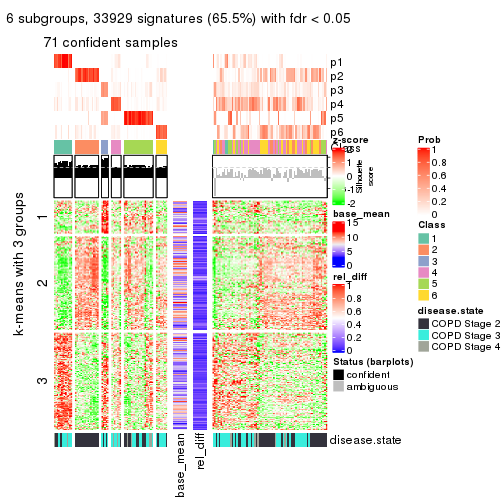 6 subgroups, 33929 signatures (65.5%) with fdr < 0.05
71 confident samples
p1
p2
p3
p4
p5
p6
Class
Silhouette
score
k-means with 3 groups
1
2
3
base_mean
rel_diff
disease.state
z-score
2
1
0
-1
-2
base_mean
15
10
5
0
rel_diff
1
0.8
0.6
0.4
0.2
0
Status (barplots)
confident
ambiguous
Prob
1
0.8
0.6
0.4
0.2
0
Class
1
2
3
4
5
6
disease.state
COPD Stage 2
COPD Stage 3
COPD Stage 4